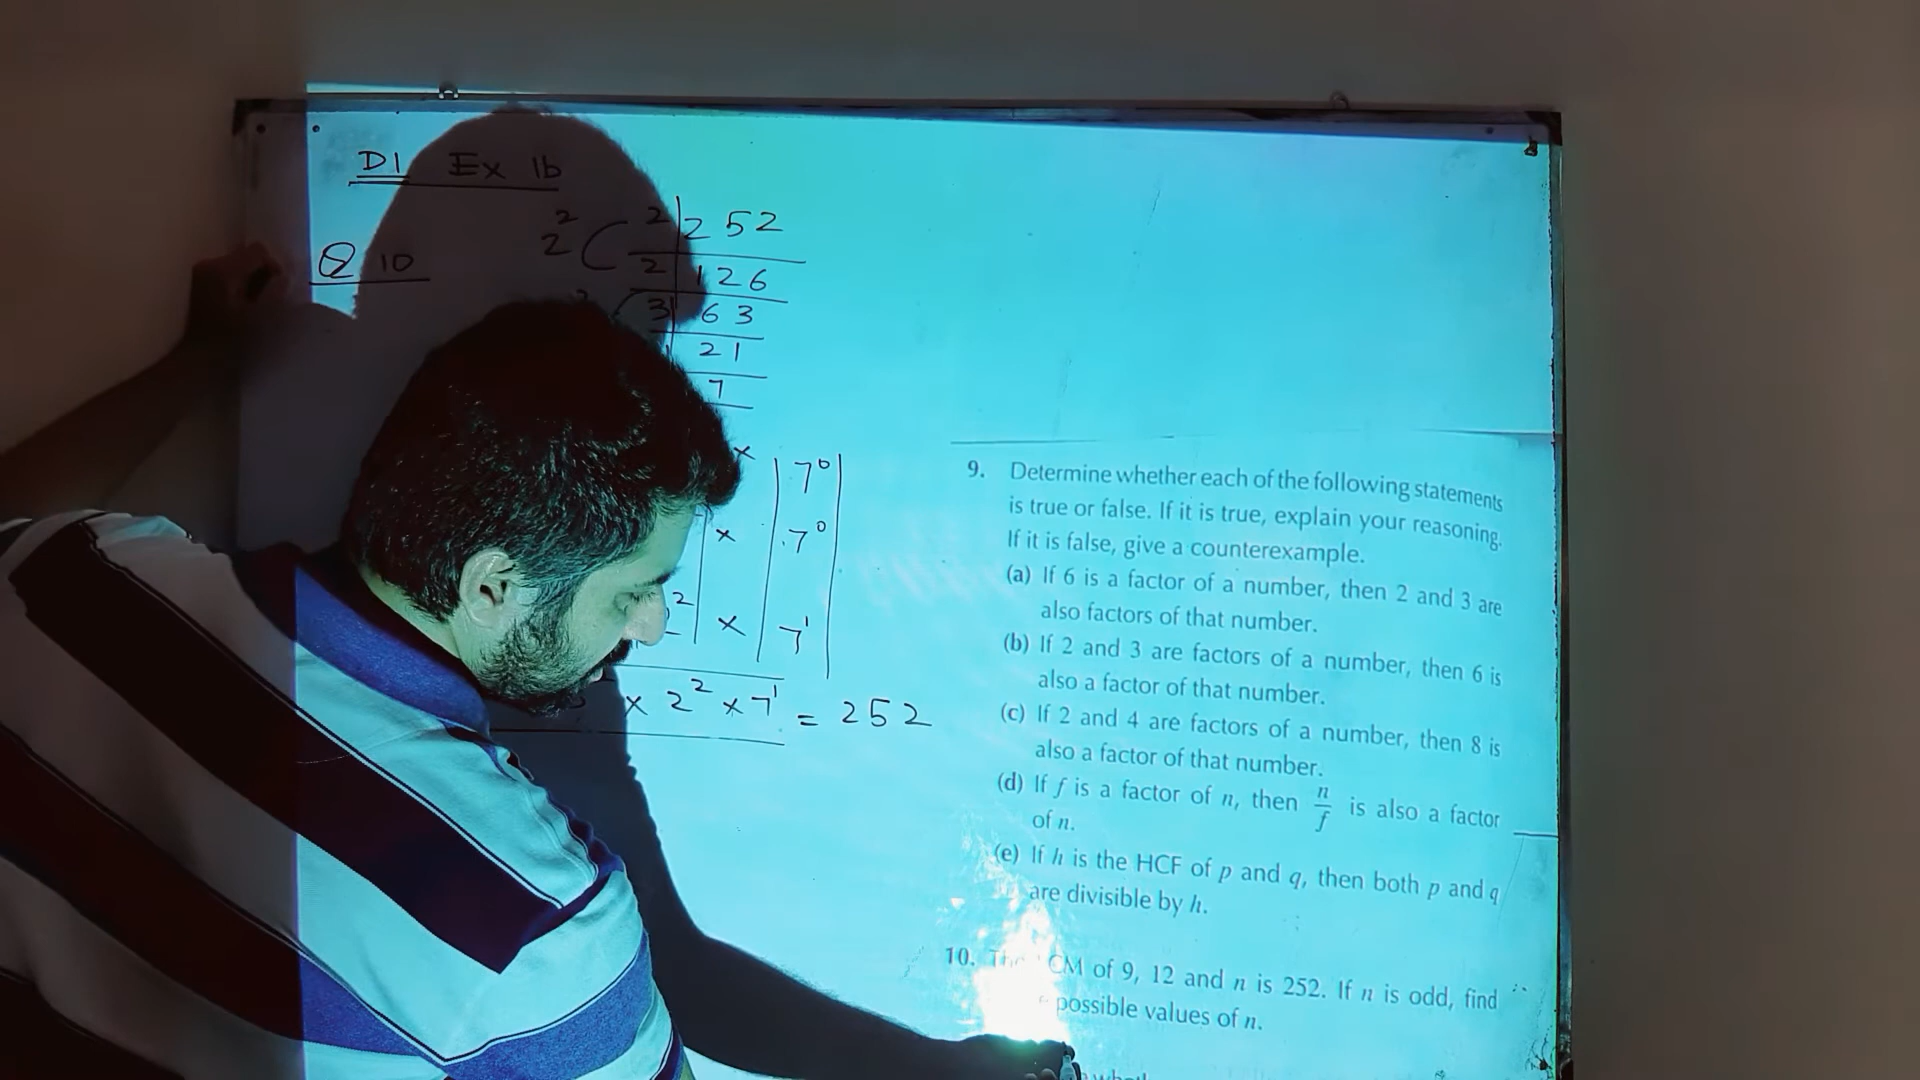 D1 Ex 1b
Q 10
2² 2 252
2 126
3 63
21
7
× 7⁰
× 7⁰
² × 7¹
× 2² × 7¹ = 252
9. Determine whether each of the following statements
is true or false. If it is true, explain your reasoning.
If it is false, give a counterexample.
(a) If 6 is a factor of a number, then 2 and 3 are
also factors of that number.
(b) If 2 and 3 are factors of a number, then 6 is
also a factor of that number.
(c) If 2 and 4 are factors of a number, then 8 is
also a factor of that number.
(d) If f is a factor of n, then n/f is also a factor
of n.
(e) If h is the HCF of p and q, then both p and q
are divisible by h.
10. CM of 9, 12 and n is 252. If n is odd, find
possible values of n.